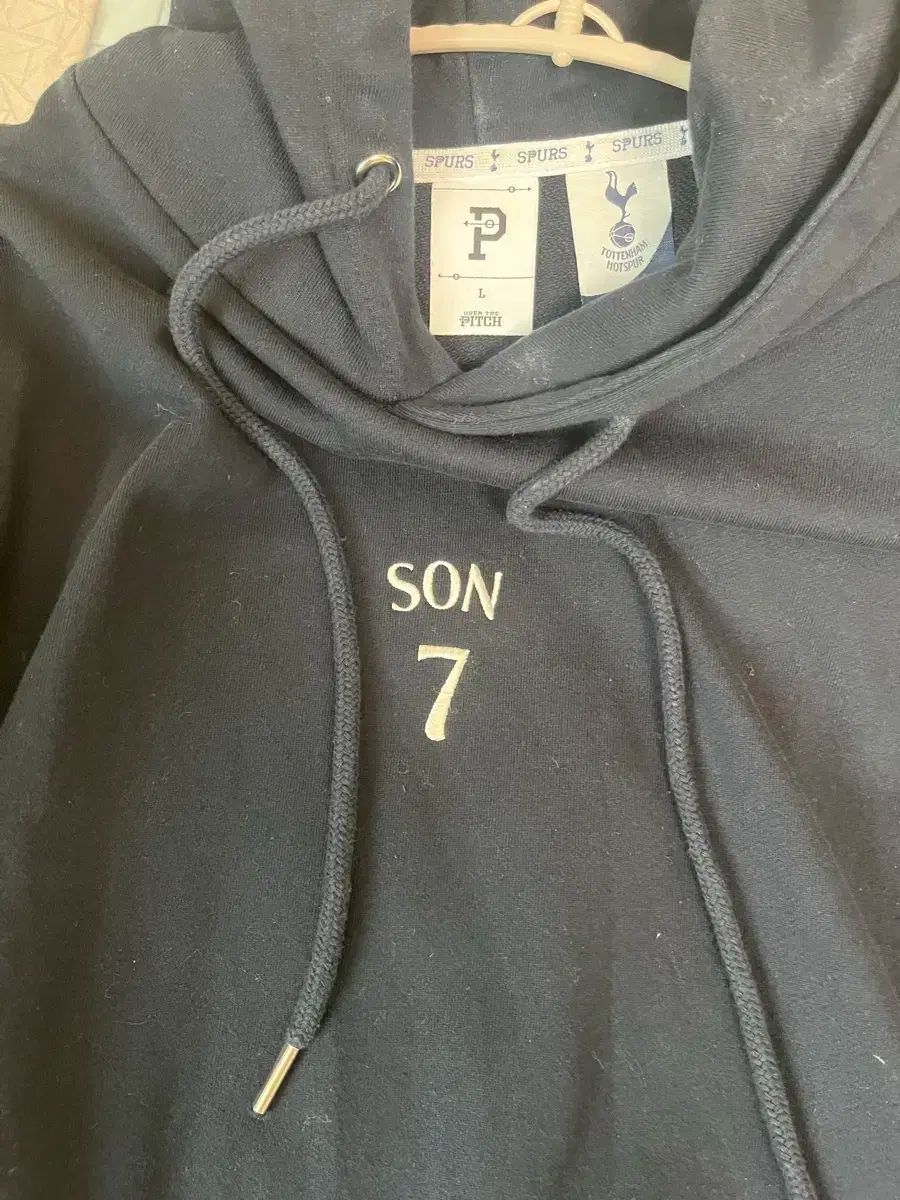 SPURS SPURS SPURS
P
L
OVER THE
PITCH
TOTTENHAM
HOTSPUR
SON
7